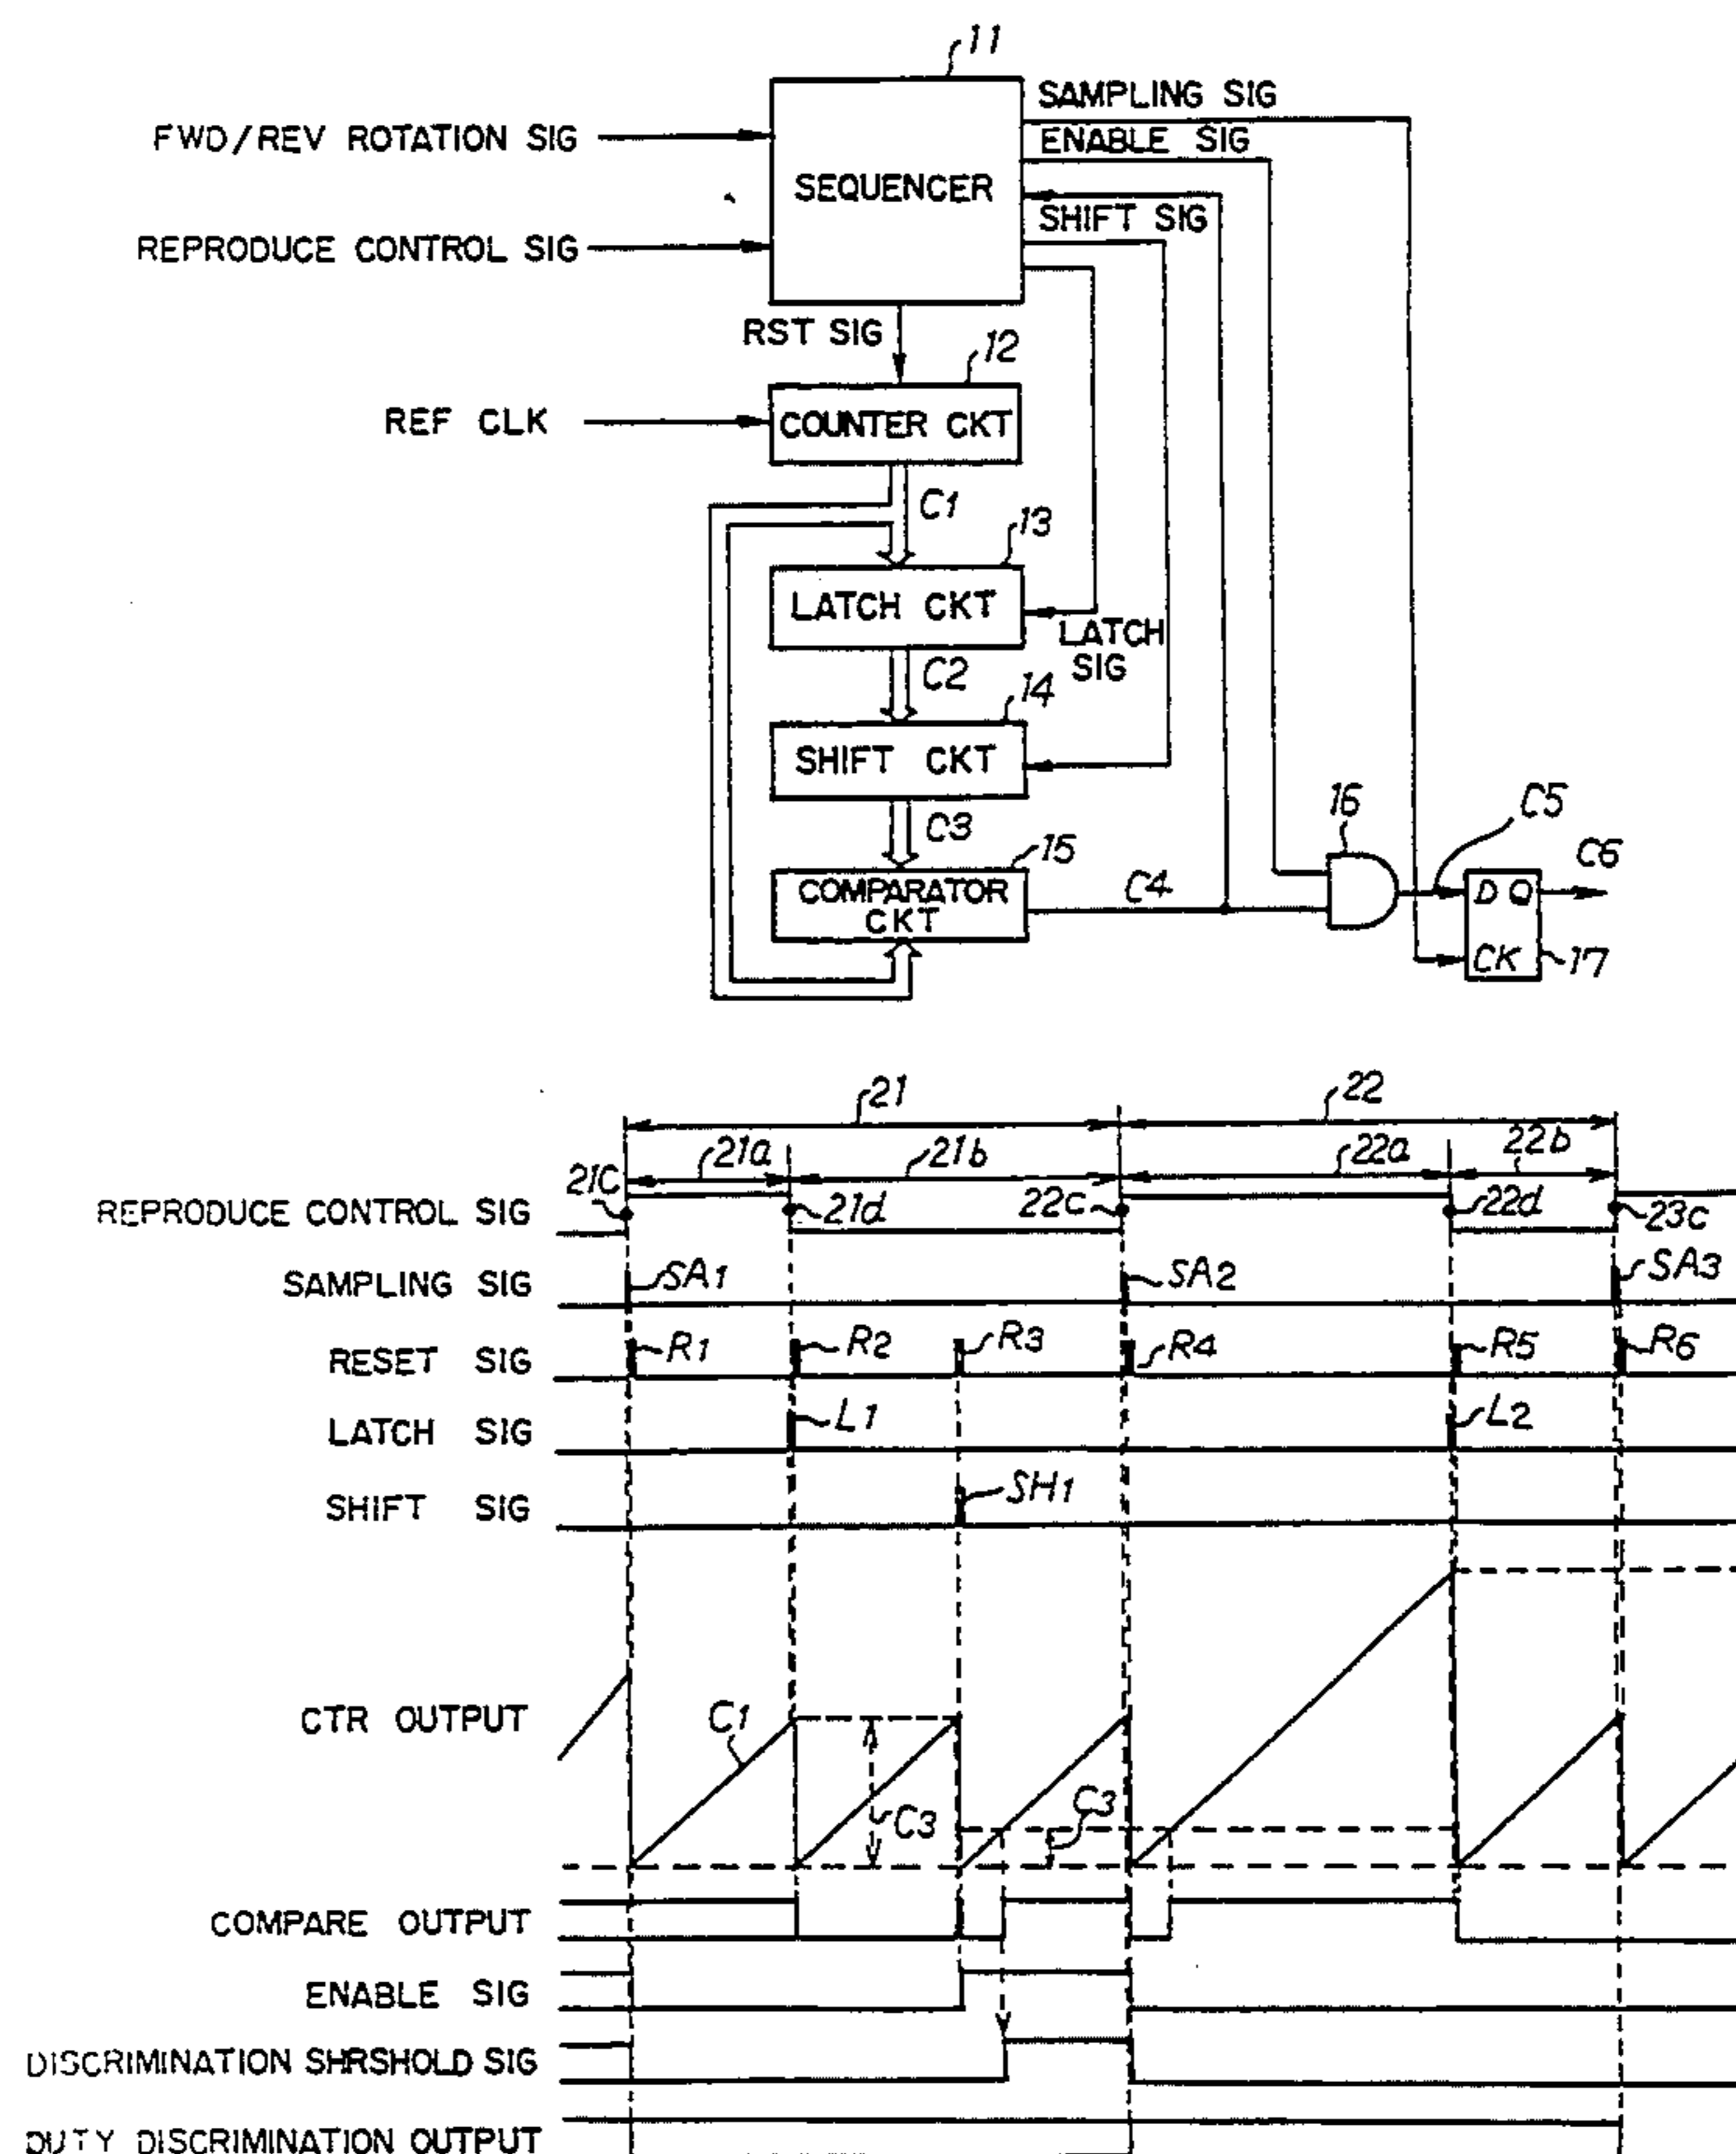 11
SAMPLING SIG
FWD/REV ROTATION SIG
ENABLE SIG
SEQUENCER
SHIFT SIG
REPRODUCE CONTROL SIG
RST SIG
12
REF CLK
COUNTER CKT
C1
13
LATCH CKT
LATCH
SIG
C2
14
SHIFT CKT
C3
15
16
C5
C6
COMPARATOR
CKT
C4
D Q
CK
17
21
22
21a
21b
22a
22b
21C
REPRODUCE CONTROL SIG
21d
22c
22d
23c
SAMPLING SIG
SA1
SA2
SA3
RESET SIG
R1
R2
R3
R4
R5
R6
LATCH SIG
L1
L2
SHIFT SIG
SH1
CTR OUTPUT
C1
C3
C3
COMPARE OUTPUT
ENABLE SIG
DISCRIMINATION SHRSHOLD SIG
DUTY DISCRIMINATION OUTPUT